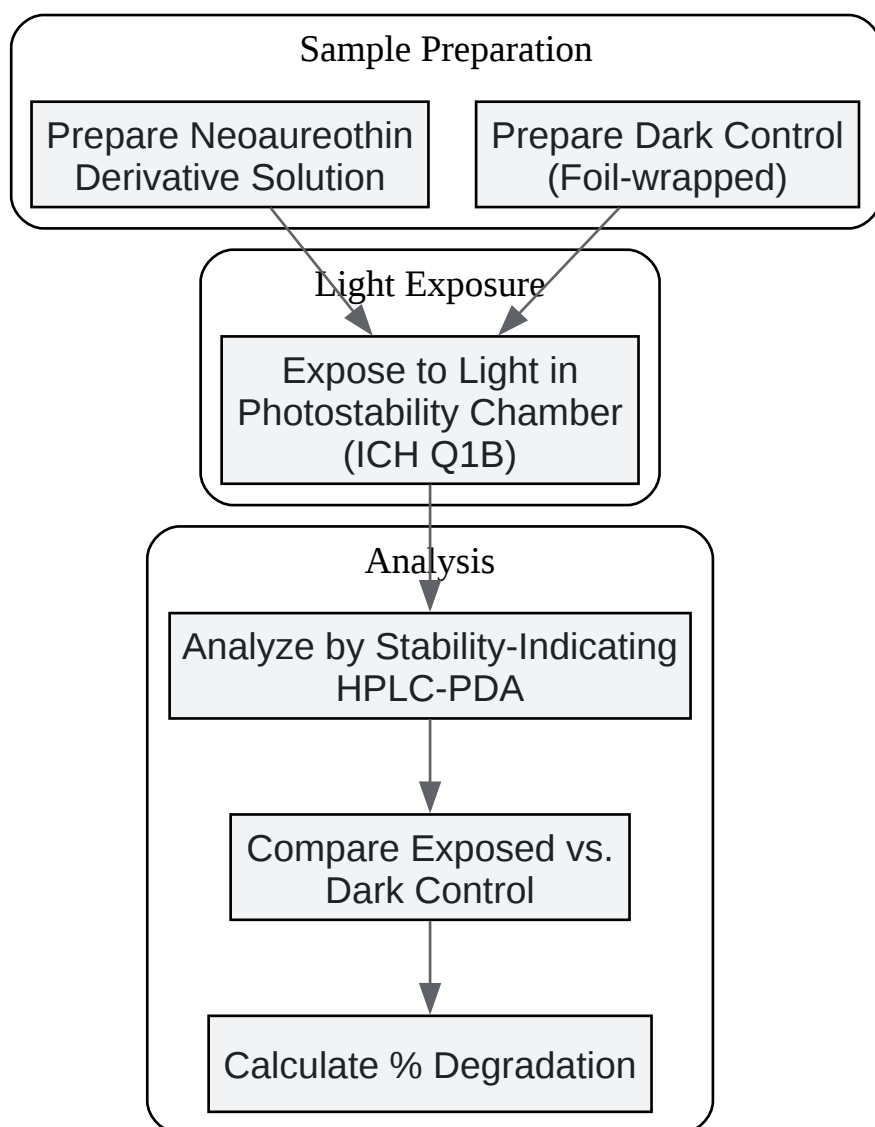 Sample Preparation
Prepare Neoaureothin
Derivative Solution
Prepare Dark Control
(Foil-wrapped)
Light Exposure
Expose to Light in
Photostability Chamber
(ICH Q1B)
Analysis
Analyze by Stability-Indicating
HPLC-PDA
Compare Exposed vs.
Dark Control
Calculate % Degradation